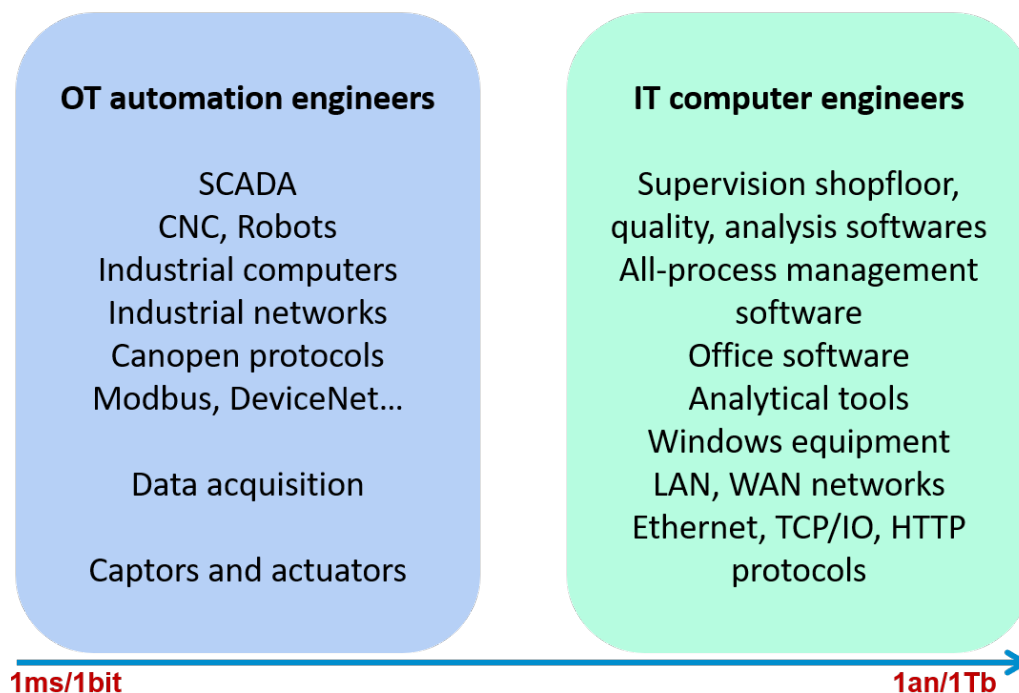 OT automation engineers
SCADA
CNC, Robots
Industrial computers
Industrial networks
Canopen protocols
Modbus, DeviceNet...
Data acquisition
Captors and actuators
IT computer engineers
Supervision shopfloor,
quality, analysis softwares
All-process management
software
Office software
Analytical tools
Windows equipment
LAN, WAN networks
Ethernet, TCP/IO, HTTP
protocols
1ms/1bit
1an/1Tb